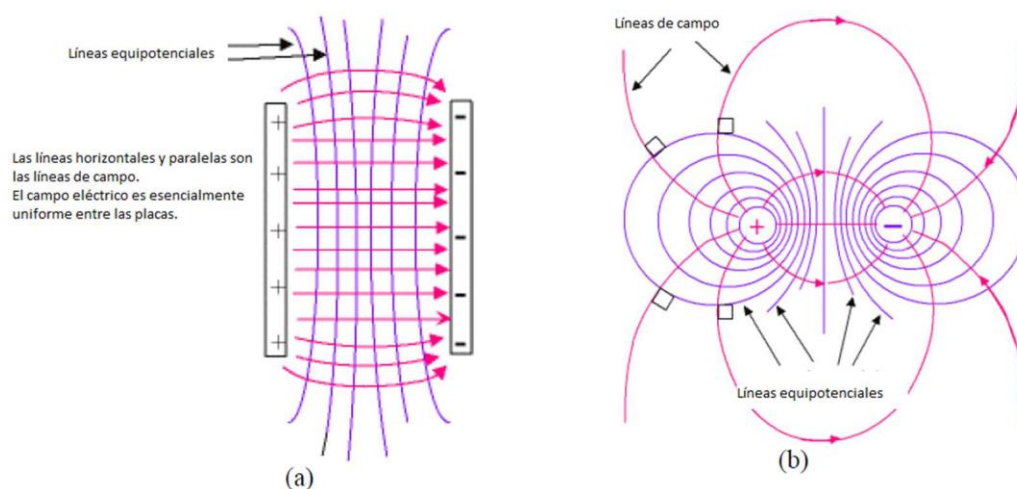 Líneas equipotenciales
Las líneas horizontales y paralelas son
las líneas de campo.
El campo eléctrico es esencialmente
uniforme entre las placas.
+
+
+
+
+
-
-
-
-
-
(a)
Líneas de campo
+
-
Líneas equipotenciales
(b)